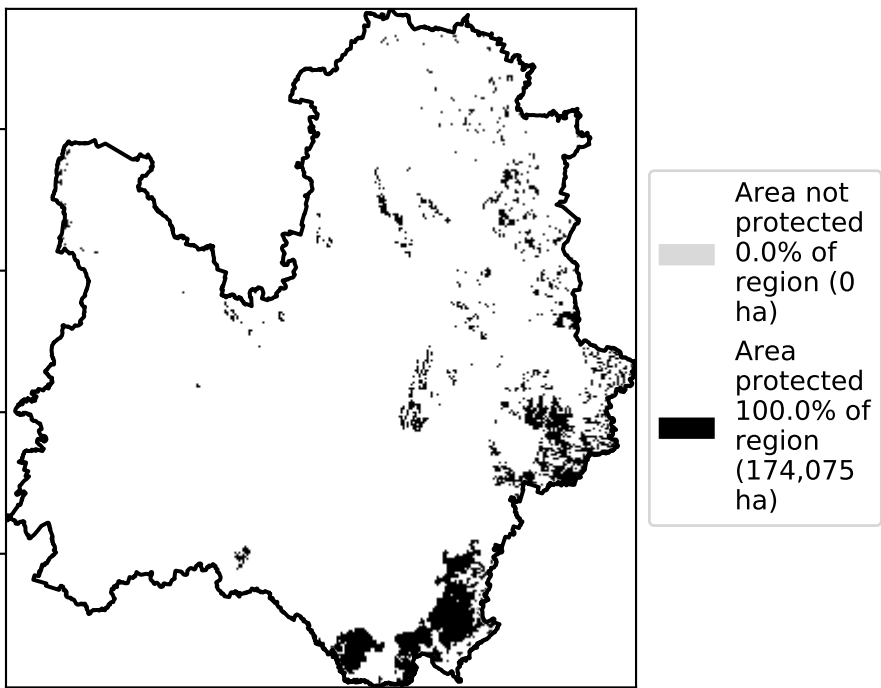 Area not
protected
0.0% of
region (0
ha)
Area
protected
100.0% of
region
(174,075
ha)